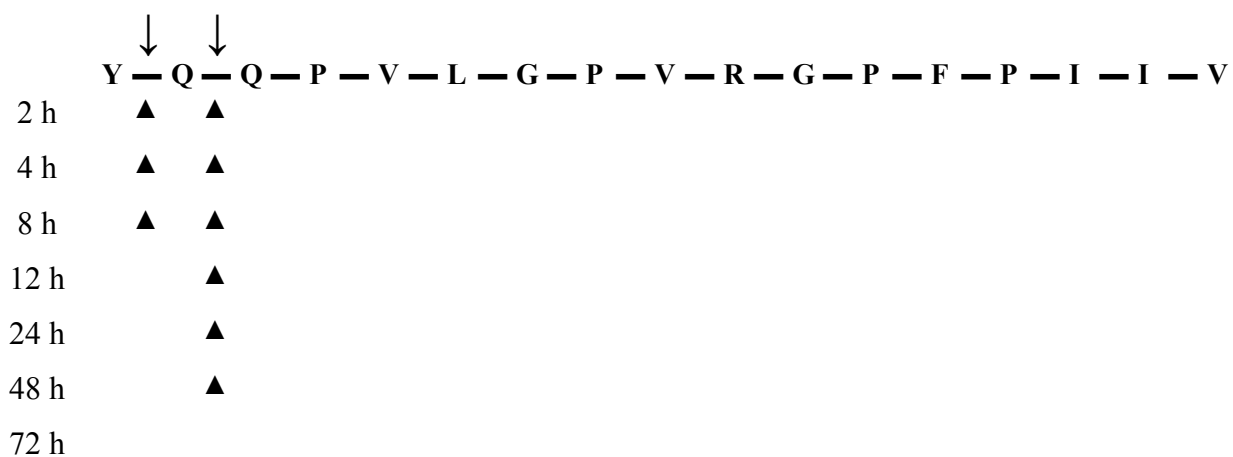 ↓ ↓
Y — Q — Q — P — V — L — G — P — V — R — G — P — F — P — I — I — V
2 h ▲ ▲
4 h ▲ ▲
8 h ▲ ▲
12 h ▲
24 h ▲
48 h ▲
72 h